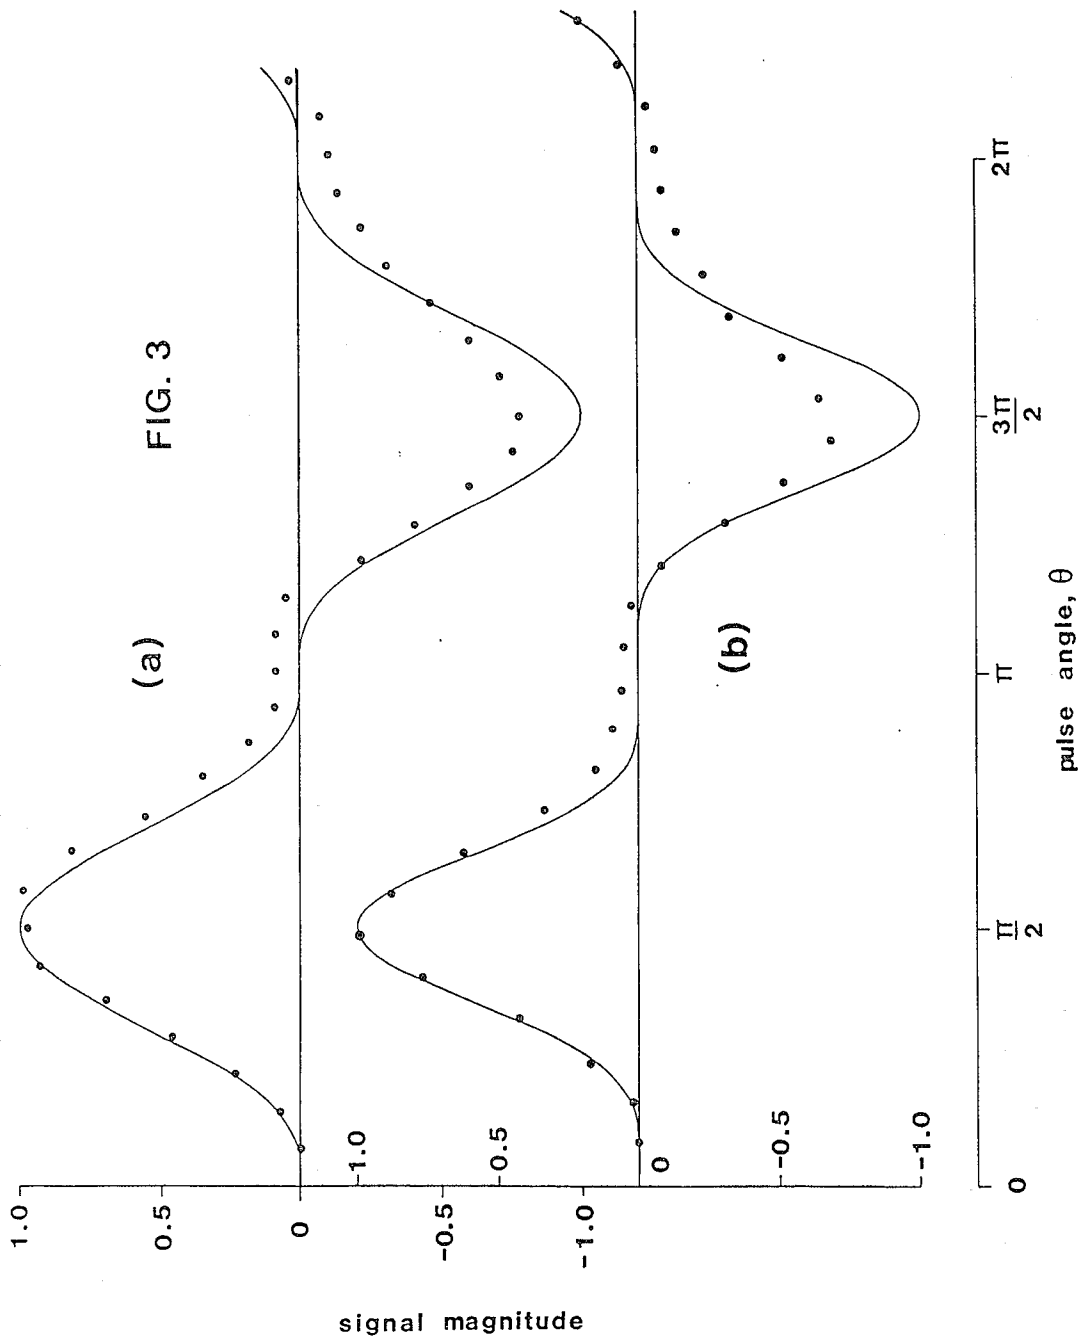 FIG. 3
(a)
(b)
signal magnitude
1.0
0.5
0
-0.5
-1.0
1.0
0.5
0
-0.5
-1.0
0
π/2
π
3π/2
2π
pulse angle, θ